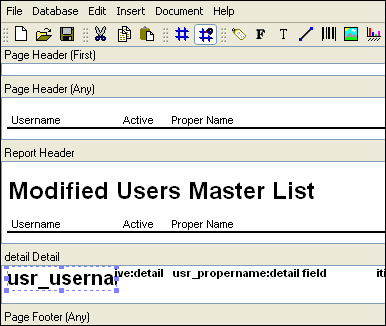 File Database Edit Insert Document Help
F T
Page Header (First)
Page Header (Any)
Username Active Proper Name
Report Header
Modified Users Master List
Username Active Proper Name
detail Detail
usr_userna ive:detail usr_propername:detail field iti
Page Footer (Any)